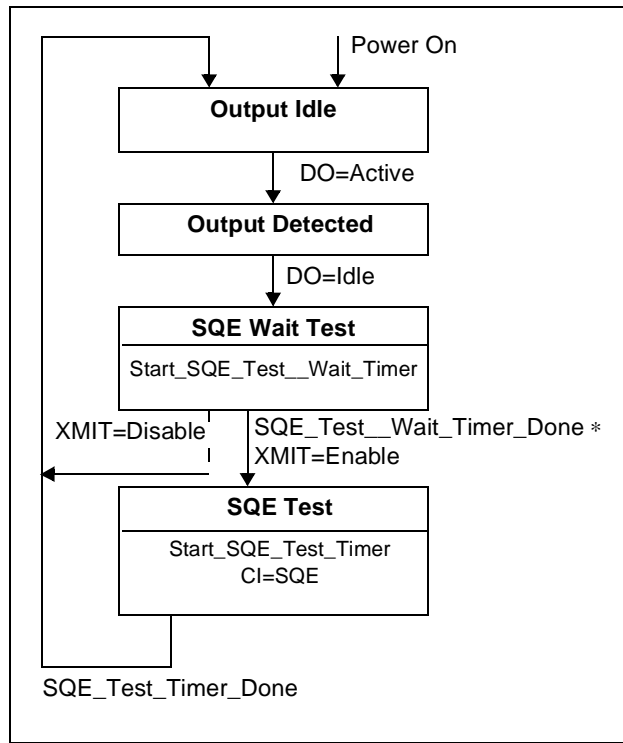 Power On
Output Idle
DO=Active
Output Detected
DO=Idle
SQE Wait Test
Start_SQE_Test__Wait_Timer
XMIT=Disable
SQE_Test__Wait_Timer_Done *
XMIT=Enable
SQE Test
Start_SQE_Test_Timer
CI=SQE
SQE_Test_Timer_Done